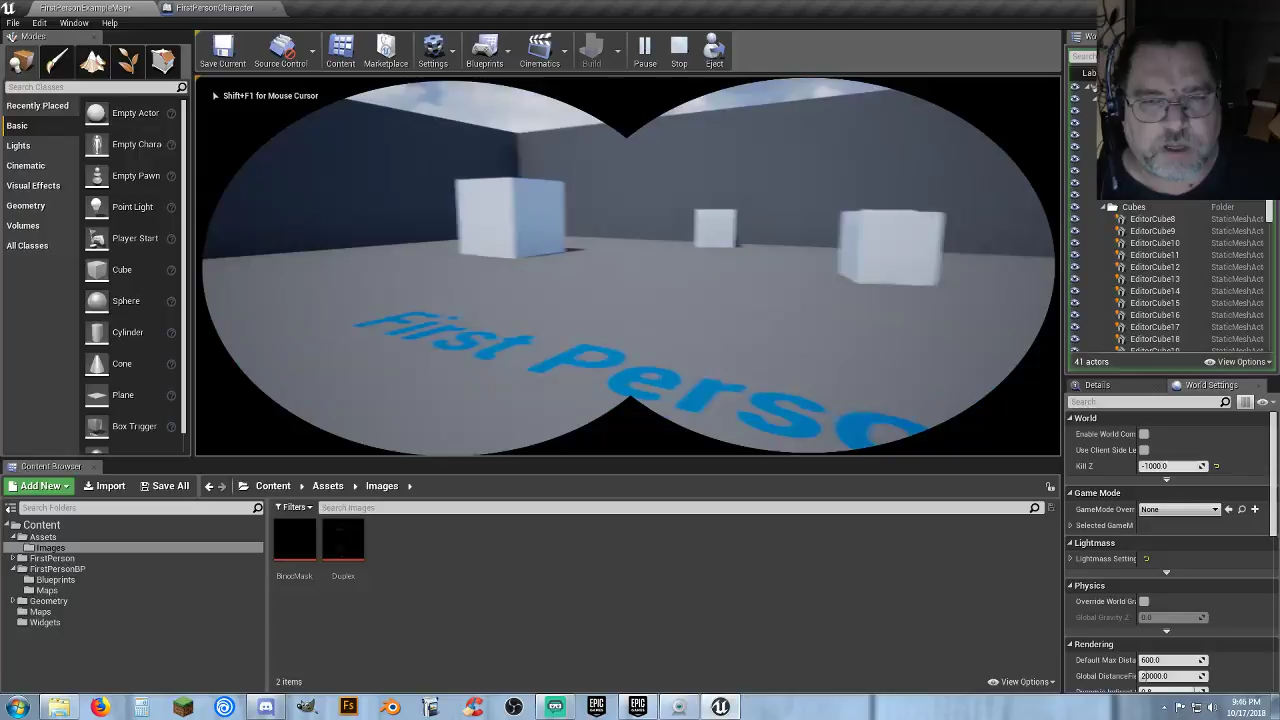 FirstPersonExampleMap*
FirstPersonCharacter
File Edit Window Help
Modes
Search Classes
Recently Placed
Basic
Lights
Cinematic
Visual Effects
Geometry
Volumes
All Classes
Empty Actor
Empty Chara
Empty Pawn
Point Light
Player Start
Cube
Sphere
Cylinder
Cone
Plane
Box Trigger
Save Current
Source Control
Content
Marketplace
Settings
Blueprints
Cinematics
Build
Pause
Stop
Eject
Shift+F1 for Mouse Cursor
First Perso
Cubes Folder
EditorCube8 StaticMeshAct
EditorCube9 StaticMeshAct
EditorCube10 StaticMeshAct
EditorCube11 StaticMeshAct
EditorCube12 StaticMeshAct
EditorCube13 StaticMeshAct
EditorCube14 StaticMeshAct
EditorCube15 StaticMeshAct
EditorCube16 StaticMeshAct
EditorCube17 StaticMeshAct
EditorCube18 StaticMeshAct
41 actors View Options
Details World Settings
Search
World
Enable World Com
Use Client Side Le
Kill Z -1000.0
Game Mode
GameMode Overr None
Selected GameM
Lightmass
Lightmass Setting
Physics
Override World Gr
Global Gravity Z 0.0
Rendering
Default Max Dista 600.0
Global DistanceFie 20000.0
Content Browser
Add New Import Save All Content Assets Images
Search Folders
Filters Search Images
Content
Assets
Images
FirstPerson
FirstPersonBP
Blueprints
Maps
Geometry
Maps
Widgets
BinocMask
Duplex
2 items
View Options
Fs
EPIC GAMES
EPIC GAMES
9:46 PM
10/17/2018